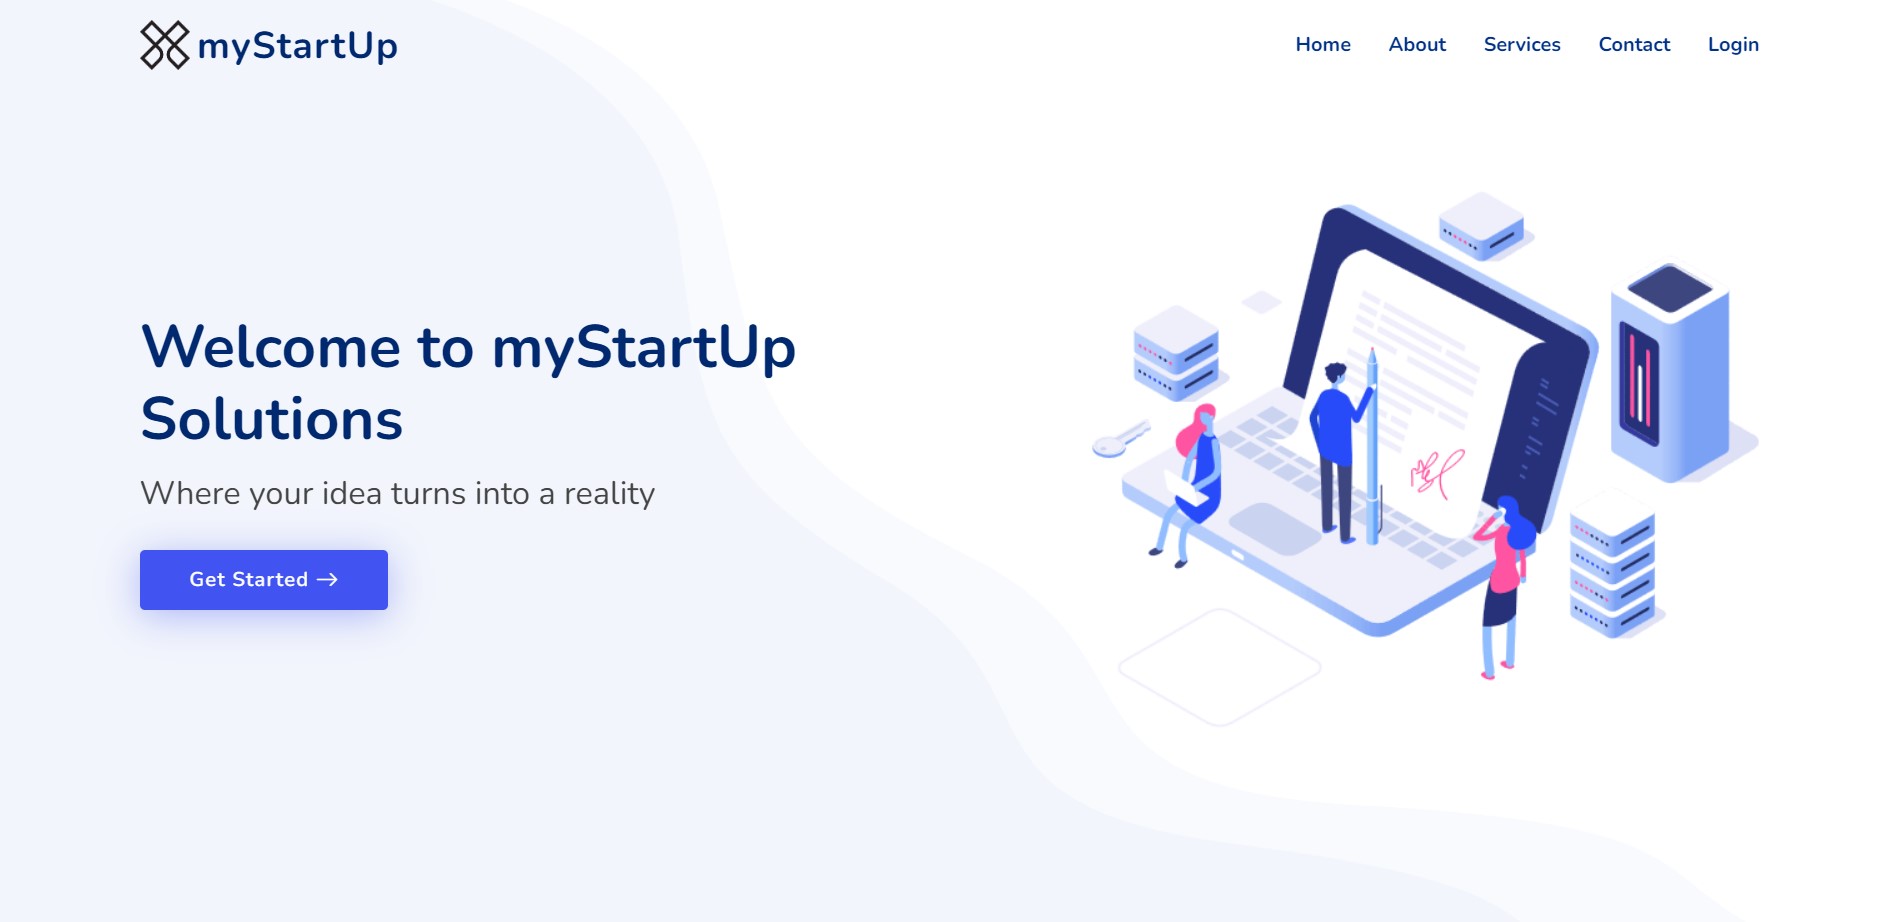 myStartUp
Home About Services Contact Login
Welcome to myStartUp
Solutions
Where your idea turns into a reality
Get Started →